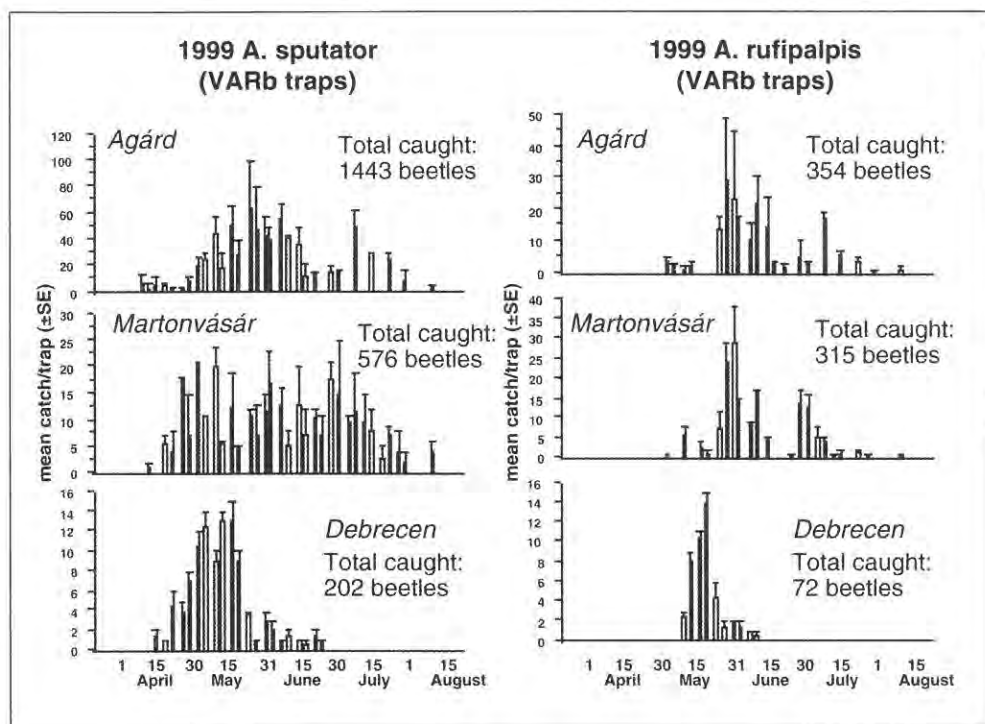 1999 A. sputator
(VARb traps)
Agárd
Total caught:
1443 beetles
120
100
80
60
40
20
0
mean catch/trap (±SE)
Martonvásár
Total caught:
576 beetles
30
25
20
15
10
5
0
Debrecen
Total caught:
202 beetles
16
14
12
10
8
6
4
2
0
1 15 30 15 31 15 30 15 1 15
April May June July August
1999 A. rufipalpis
(VARb traps)
Agárd
Total caught:
354 beetles
50
40
30
20
10
0
mean catch/trap (±SE)
Martonvásár
Total caught:
315 beetles
40
35
30
25
20
15
10
5
0
Debrecen
Total caught:
72 beetles
16
14
12
10
8
6
4
2
0
1 15 30 15 31 15 30 15 1 15
April May June July August